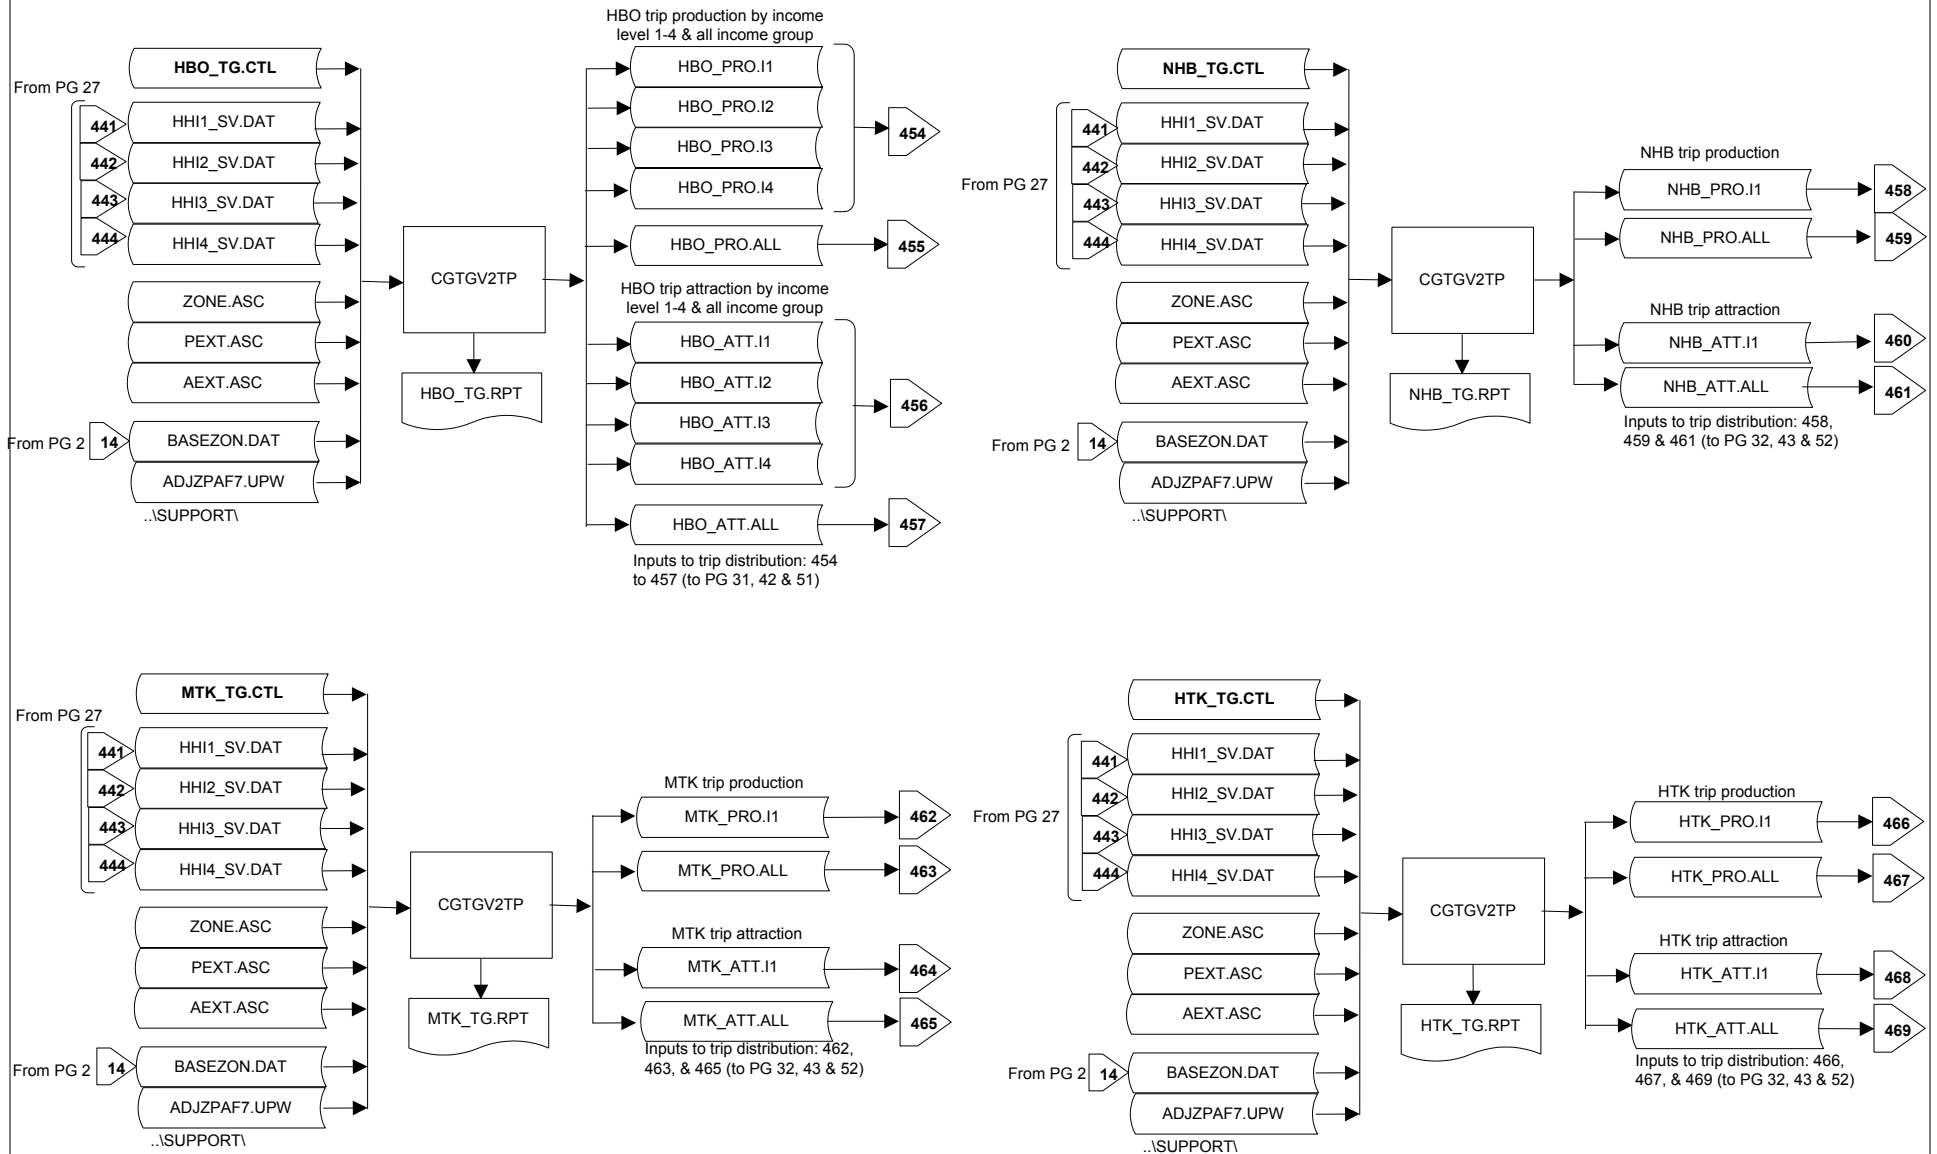 HBO trip production by income
level 1-4 & all income group
HBO_TG.CTL
From PG 27
441
HHI1_SV.DAT
442
HHI2_SV.DAT
443
HHI3_SV.DAT
444
HHI4_SV.DAT
ZONE.ASC
PEXT.ASC
AEXT.ASC
From PG 2
14
BASEZON.DAT
ADJZPAF7.UPW
..\SUPPORT\
CGTGV2TP
HBO_TG.RPT
HBO_PRO.I1
HBO_PRO.I2
HBO_PRO.I3
HBO_PRO.I4
454
HBO_PRO.ALL
455
HBO trip attraction by income
level 1-4 & all income group
HBO_ATT.I1
HBO_ATT.I2
HBO_ATT.I3
HBO_ATT.I4
456
HBO_ATT.ALL
457
Inputs to trip distribution: 454
to 457 (to PG 31, 42 & 51)
NHB_TG.CTL
From PG 27
441
HHI1_SV.DAT
442
HHI2_SV.DAT
443
HHI3_SV.DAT
444
HHI4_SV.DAT
ZONE.ASC
PEXT.ASC
AEXT.ASC
From PG 2
14
BASEZON.DAT
ADJZPAF7.UPW
..\SUPPORT\
CGTGV2TP
NHB_TG.RPT
NHB trip production
NHB_PRO.I1
458
NHB_PRO.ALL
459
NHB trip attraction
NHB_ATT.I1
460
NHB_ATT.ALL
461
Inputs to trip distribution: 458,
459 & 461 (to PG 32, 43 & 52)
MTK_TG.CTL
From PG 27
441
HHI1_SV.DAT
442
HHI2_SV.DAT
443
HHI3_SV.DAT
444
HHI4_SV.DAT
ZONE.ASC
PEXT.ASC
AEXT.ASC
From PG 2
14
BASEZON.DAT
ADJZPAF7.UPW
..\SUPPORT\
CGTGV2TP
MTK_TG.RPT
MTK trip production
MTK_PRO.I1
462
MTK_PRO.ALL
463
MTK trip attraction
MTK_ATT.I1
464
MTK_ATT.ALL
465
Inputs to trip distribution: 462,
463, & 465 (to PG 32, 43 & 52)
HTK_TG.CTL
From PG 27
441
HHI1_SV.DAT
442
HHI2_SV.DAT
443
HHI3_SV.DAT
444
HHI4_SV.DAT
ZONE.ASC
PEXT.ASC
AEXT.ASC
From PG 2
14
BASEZON.DAT
ADJZPAF7.UPW
..\SUPPORT\
CGTGV2TP
HTK_TG.RPT
HTK trip production
HTK_PRO.I1
466
HTK_PRO.ALL
467
HTK trip attraction
HTK_ATT.I1
468
HTK_ATT.ALL
469
Inputs to trip distribution: 466,
467, & 469 (to PG 32, 43 & 52)